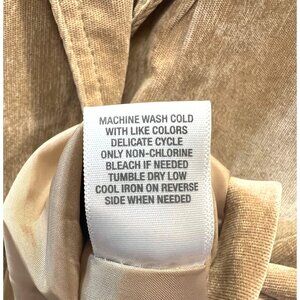 MACHINE WASH COLD
WITH LIKE COLORS
DELICATE CYCLE
ONLY NON-CHLORINE
BLEACH IF NEEDED
TUMBLE DRY LOW
COOL IRON ON REVERSE
SIDE WHEN NEEDED